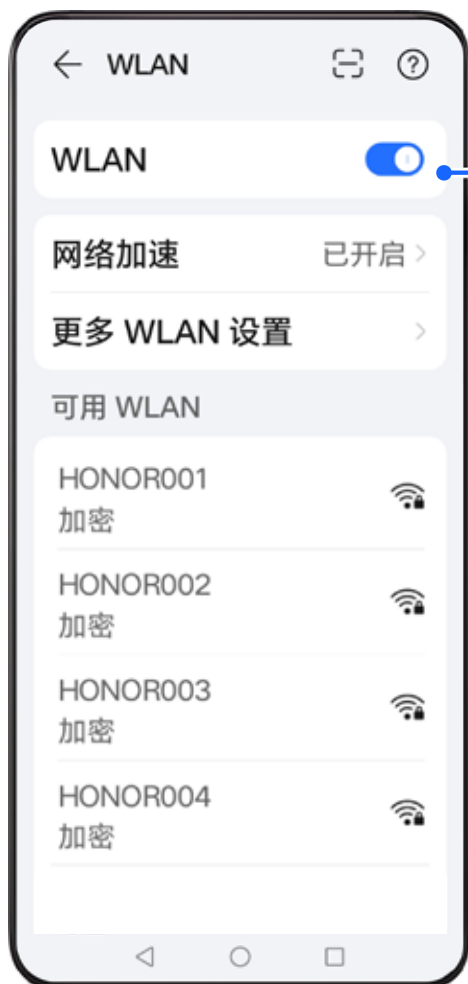 WLAN
WLAN
网络加速 已开启
更多 WLAN 设置
可用 WLAN
HONOR001
加密
HONOR002
加密
HONOR003
加密
HONOR004
加密